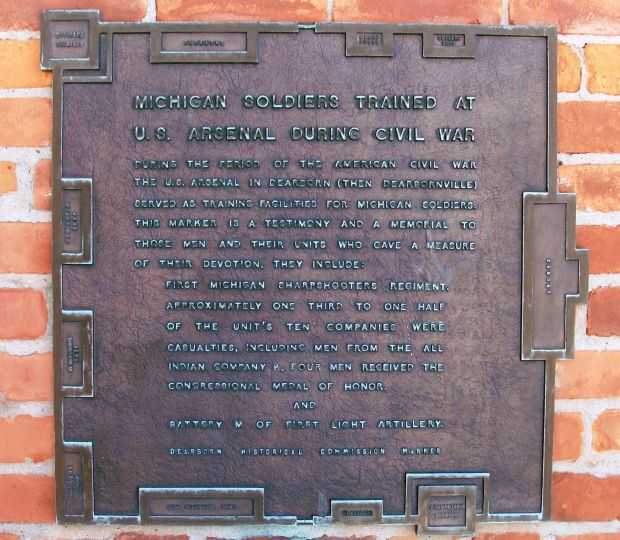 MICHIGAN SOLDIERS TRAINED AT
U.S. ARSENAL DURING CIVIL WAR
DURING THE PERIOD OF THE AMERICAN CIVIL WAR
THE U.S. ARSENAL IN DEARBORN (THEN DEARBORNVILLE)
SERVED AS TRAINING FACILITIES FOR MICHIGAN SOLDIERS.
THIS MARKER IS A TESTIMONY AND A MEMORIAL TO
THOSE MEN AND THEIR UNITS WHO GAVE A MEASURE
OF THEIR DEVOTION. THEY INCLUDE:
FIRST MICHIGAN SHARPSHOOTERS REGIMENT.
APPROXIMATELY ONE THIRD TO ONE HALF
OF THE UNIT'S TEN COMPANIES WERE
CASUALTIES, INCLUDING MEN FROM THE ALL
INDIAN COMPANY K. FOUR MEN RECEIVED THE
CONGRESSIONAL MEDAL OF HONOR.
AND
BATTERY M OF FIRST LIGHT ARTILLERY.
DEARBORN HISTORICAL COMMISSION MARKER